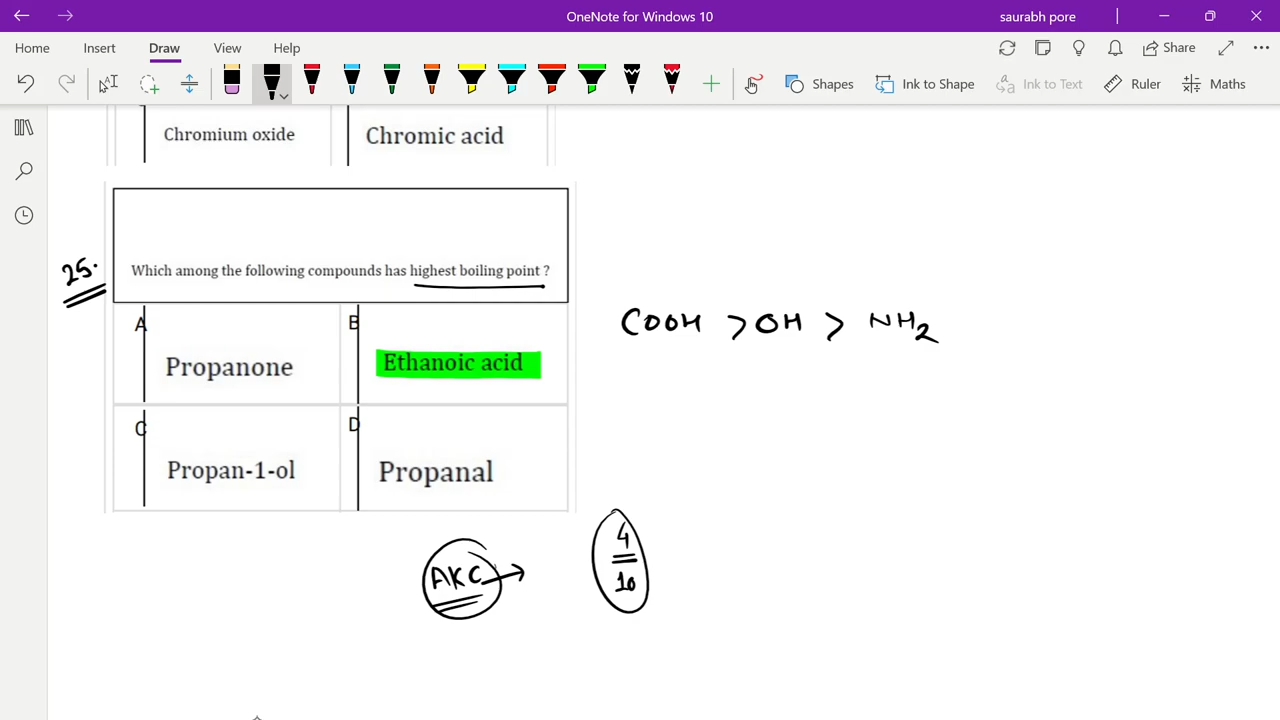 OneNote for Windows 10
saurabh pore
Home Insert Draw View Help
Share
Shapes Ink to Shape Ink to Text Ruler Maths
Chromium oxide Chromic acid
25.
Which among the following compounds has highest boiling point ?
COOH > OH > NH2
A Propanone
B Ethanoic acid
C Propan-1-ol
D Propanal
AKC →
4
10